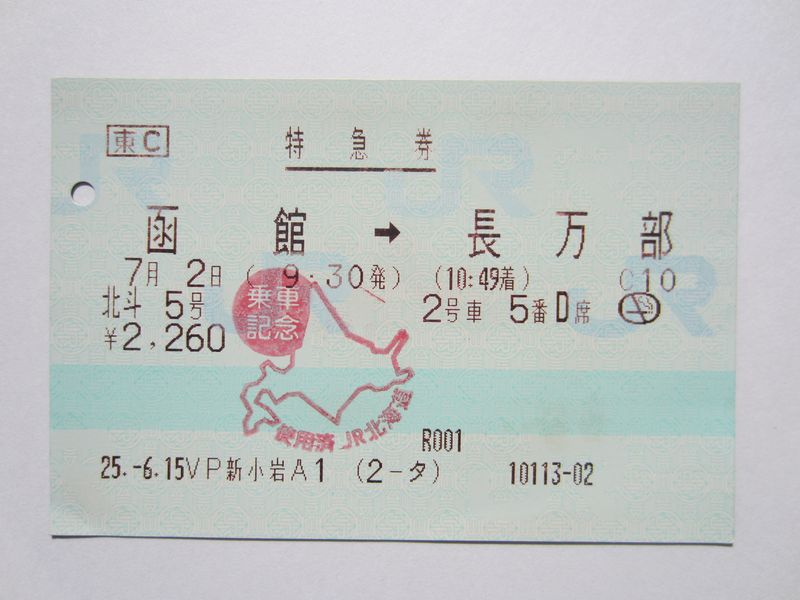 東C
特急券
函館 → 長万部
7月 2日 ( 9:30発) (10:49着) C10
北斗 5号 2号車 5番D席
¥2,260
乗車
記念
使用済 JR北海道
R001
25.-6.15VP新小岩A1 (2-タ) 10113-02